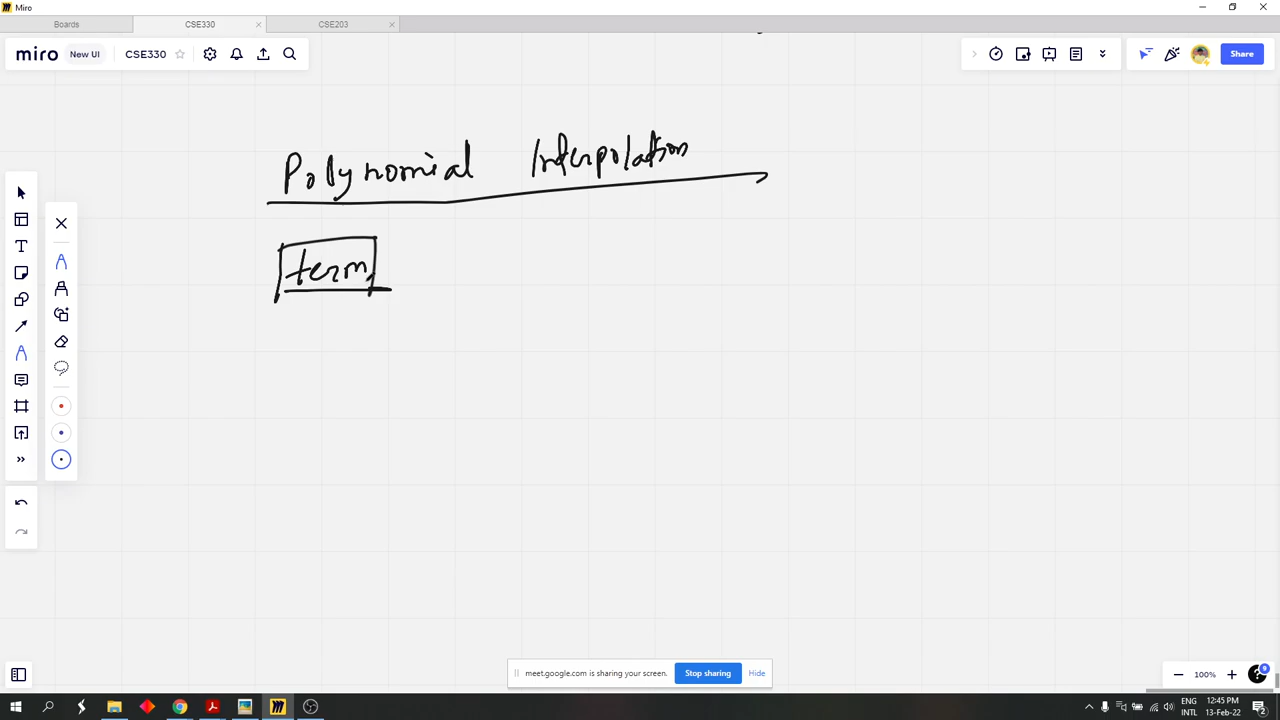 Miro
Boards CSE330 CSE203
miro New UI CSE330 Share
Polynomial Interpolation
term
meet.google.com is sharing your screen. Stop sharing Hide
100% ?
ENG 12:45 PM
INTL 13-Feb-22